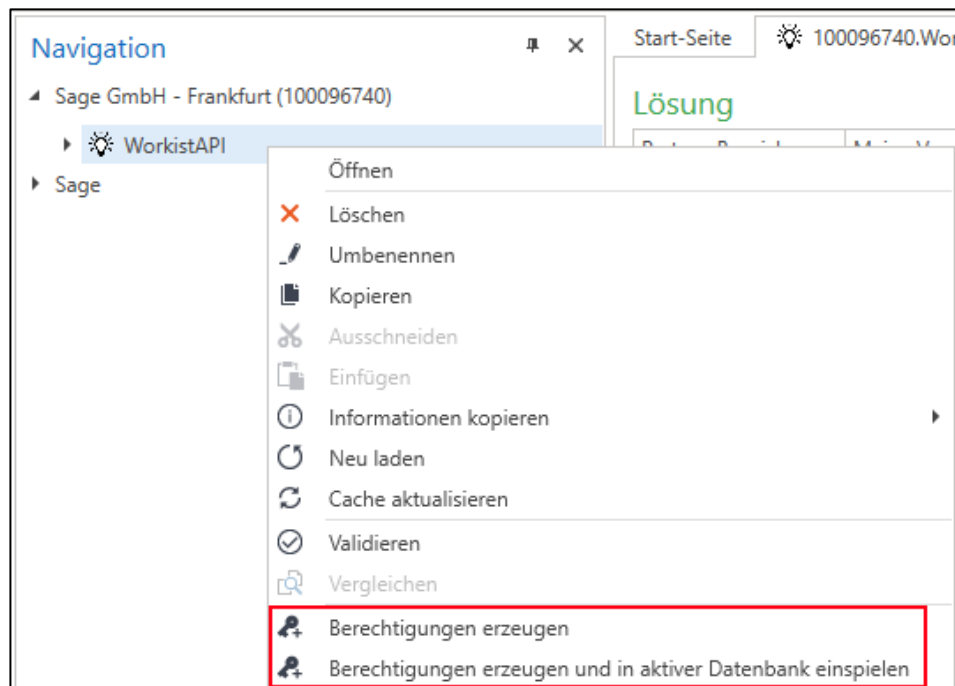 Navigation
Start-Seite
100096740.Wor
Sage GmbH - Frankfurt (100096740)
Lösung
WorkistAPI
Sage
Öffnen
Löschen
Umbenennen
Kopieren
Ausschneiden
Einfügen
Informationen kopieren
Neu laden
Cache aktualisieren
Validieren
Vergleichen
Berechtigungen erzeugen
Berechtigungen erzeugen und in aktiver Datenbank einspielen